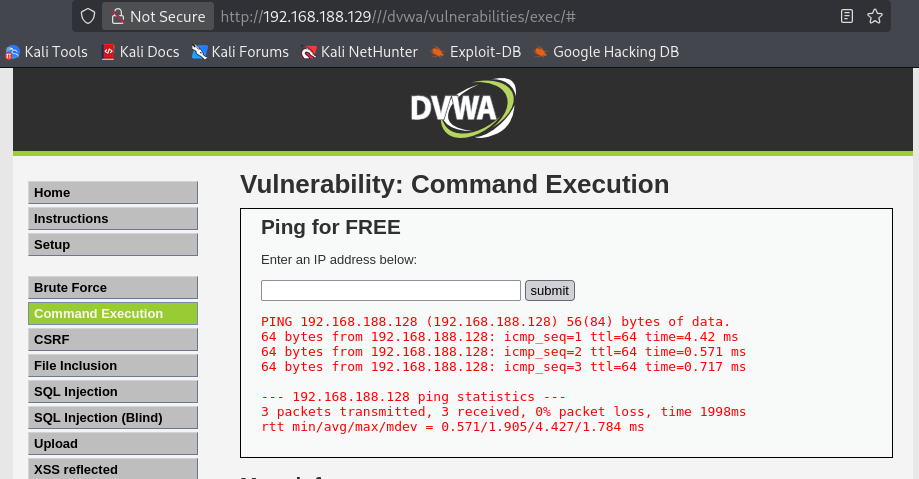 Not Secure http://192.168.188.129///dvwa/vulnerabilities/exec/#
Kali Tools Kali Docs Kali Forums Kali NetHunter Exploit-DB Google Hacking DB
DVWA
Home
Instructions
Setup
Brute Force
Command Execution
CSRF
File Inclusion
SQL Injection
SQL Injection (Blind)
Upload
XSS reflected
Vulnerability: Command Execution
Ping for FREE
Enter an IP address below:
submit
PING 192.168.188.128 (192.168.188.128) 56(84) bytes of data.
64 bytes from 192.168.188.128: icmp_seq=1 ttl=64 time=4.42 ms
64 bytes from 192.168.188.128: icmp_seq=2 ttl=64 time=0.571 ms
64 bytes from 192.168.188.128: icmp_seq=3 ttl=64 time=0.717 ms
--- 192.168.188.128 ping statistics ---
3 packets transmitted, 3 received, 0% packet loss, time 1998ms
rtt min/avg/max/mdev = 0.571/1.905/4.427/1.784 ms